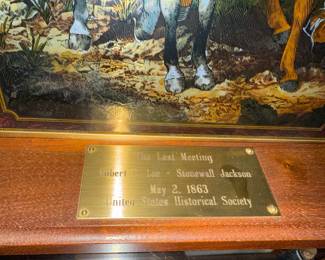 The Last Meeting
Robert E. Lee - Stonewall Jackson
May 2, 1863
United States Historical Society